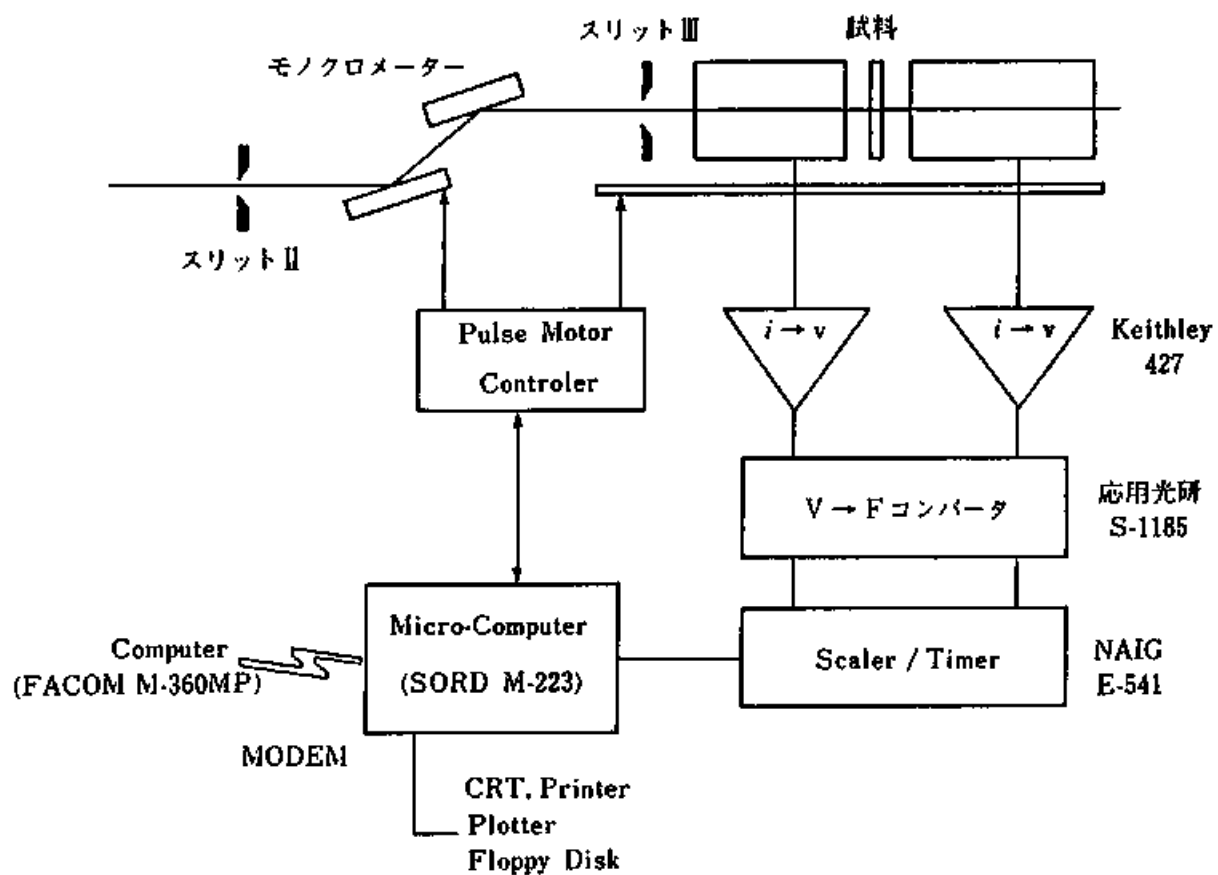 スリットⅢ
試料
モノクロメーター
スリットⅡ
Pulse Motor
Controler
i → v
i → v
Keithley
427
V → F コンバータ
応用光研
S-1185
Micro-Computer
(SORD M-223)
Computer
(FACOM M-360MP)
Scaler / Timer
NAIG
E-541
MODEM
CRT, Printer
Plotter
Floppy Disk